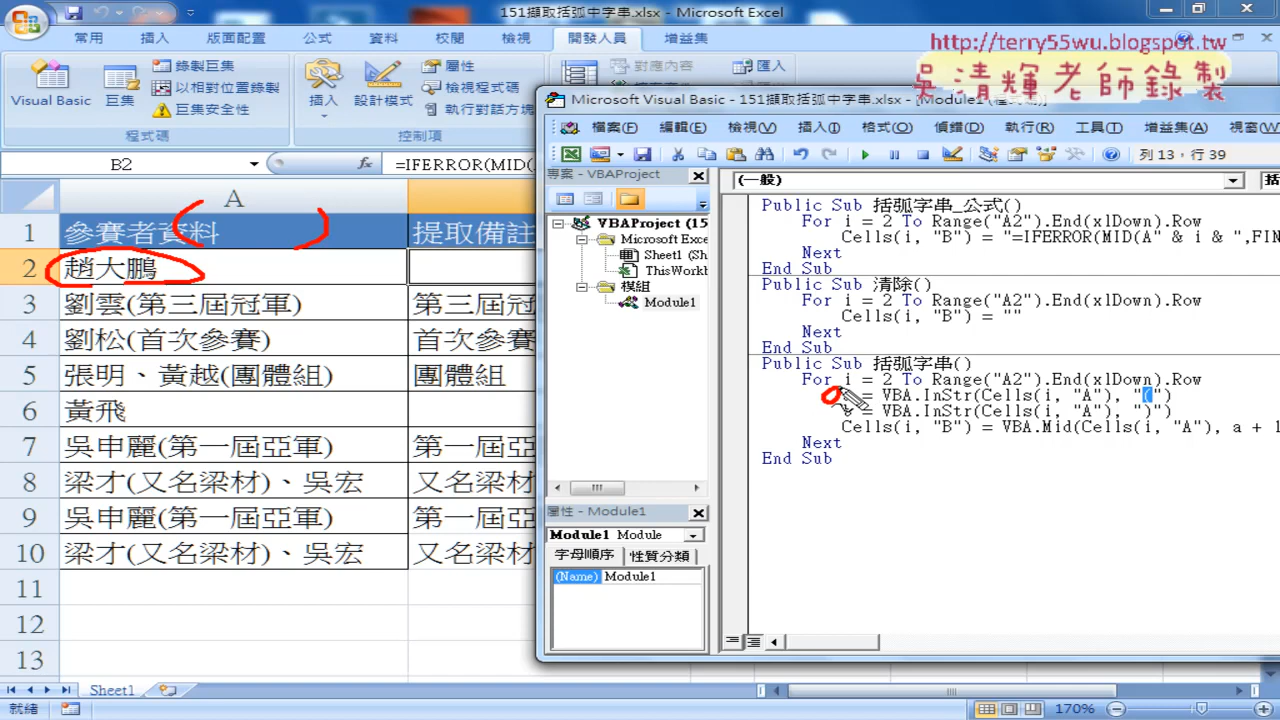 151擷取括弧中字串.xlsx - Microsoft Excel
常用 插入 版面配置 公式 資料 校閱 檢視 開發人員 增益集
http://terry55wu.blogspot.tw
吳清輝老師錄製
Visual Basic 巨集 錄製巨集 以相對位置錄製 巨集安全性
插入 設計模式 屬性 檢視程式碼 執行對話方塊
對應內容 匯入
程式碼 控制項
B2 fx =IFERROR(MID(
A
1 參賽者資料 提取備註
2 趙大鵬
3 劉雲(第三屆冠軍) 第三屆冠
4 劉松(首次參賽) 首次參賽
5 張明、黃越(團體組) 團體組
6 黃飛
7 吳申麗(第一屆亞軍) 第一屆亞
8 梁才(又名梁材)、吳宏 又名梁材
9 吳申麗(第一屆亞軍) 第一屆亞
10 梁才(又名梁材)、吳宏 又名梁材
11
12
13
Sheet1
就緒 170%
Microsoft Visual Basic - 151擷取括弧中字串.xlsx - [Module1 (程式碼)]
檔案(F) 編輯(E) 檢視(V) 插入(I) 格式(O) 偵錯(D) 執行(R) 工具(T) 增益集(A) 視窗(W
列 13，行 39
專案 - VBAProject
VBAProject (15
Microsoft Exce
Sheet1 (Sh
ThisWorkb
模組
Module1
屬性 - Module1
Module1 Module
字母順序 性質分類
(Name) Module1
(一般) 括
Public Sub 括弧字串_公式()
For i = 2 To Range("A2").End(xlDown).Row
Cells(i, "B") = "=IFERROR(MID(A" & i & ",FIN
Next
End Sub
Public Sub 清除()
For i = 2 To Range("A2").End(xlDown).Row
Cells(i, "B") = ""
Next
End Sub
Public Sub 括弧字串()
For i = 2 To Range("A2").End(xlDown).Row
= VBA.InStr(Cells(i, "A"), "(")
= VBA.InStr(Cells(i, "A"), ")")
Cells(i, "B") = VBA.Mid(Cells(i, "A"), a + 1
Next
End Sub